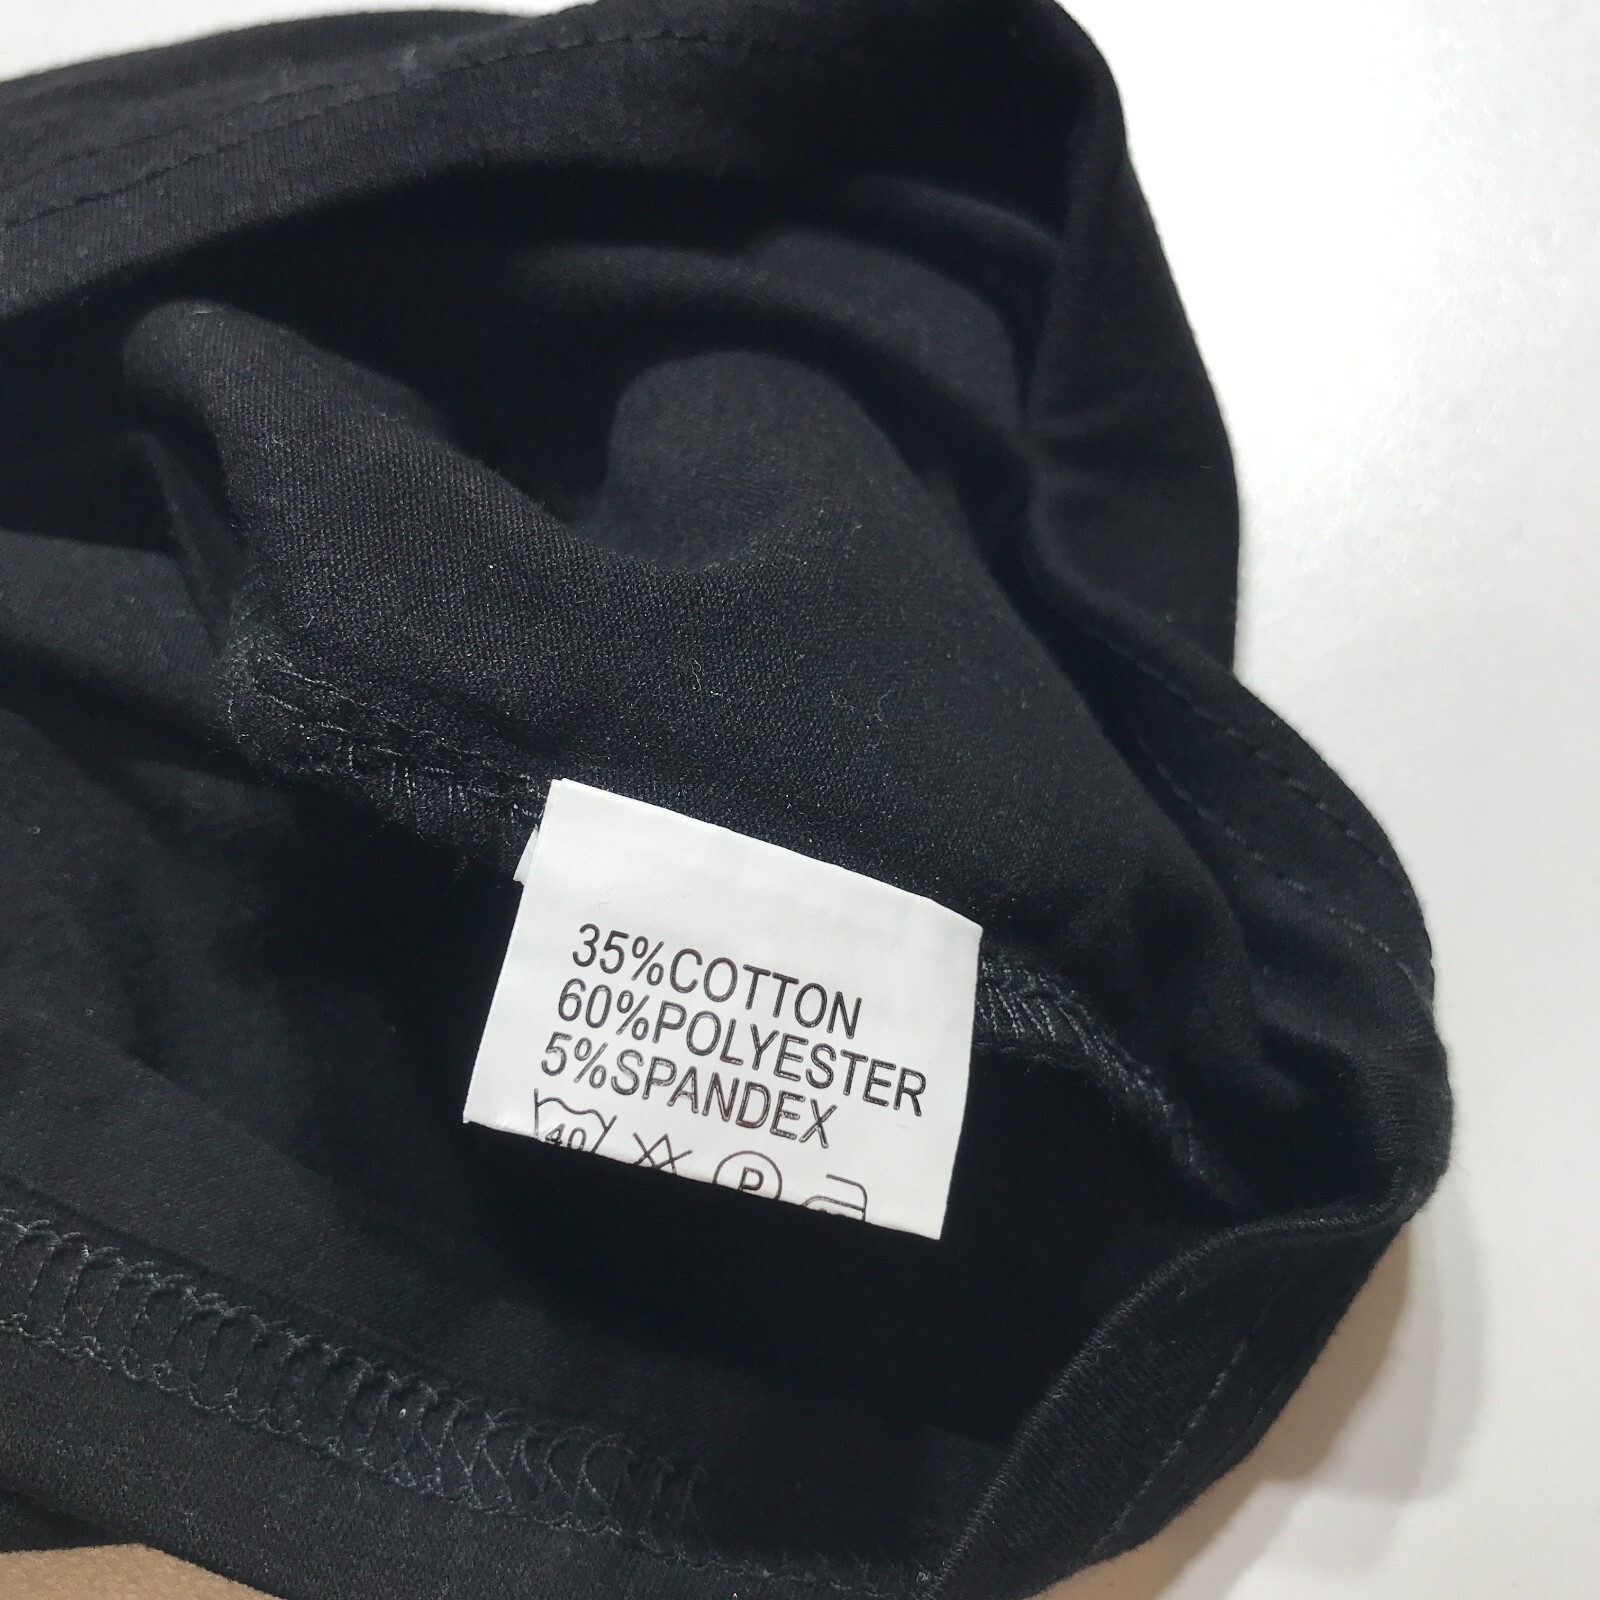 35%COTTON
60%POLYESTER
5%SPANDEX
40 P